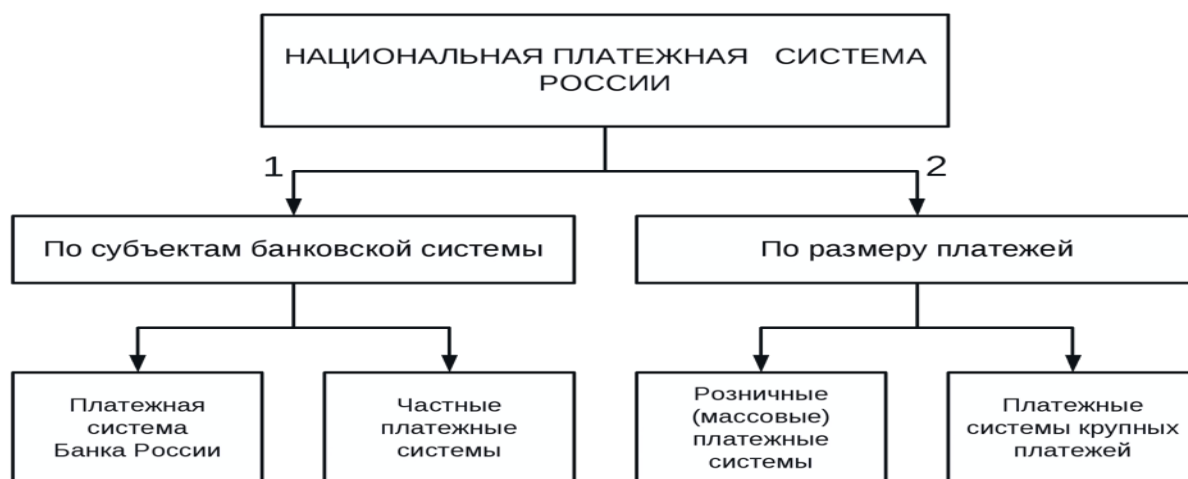 НАЦИОНАЛЬНАЯ ПЛАТЕЖНАЯ СИСТЕМА
РОССИИ
1
2
По субъектам банковской системы
По размеру платежей
Платежная
система
Банка России
Частные
платежные
системы
Розничные
(массовые)
платежные
системы
Платежные
системы крупных
платежей